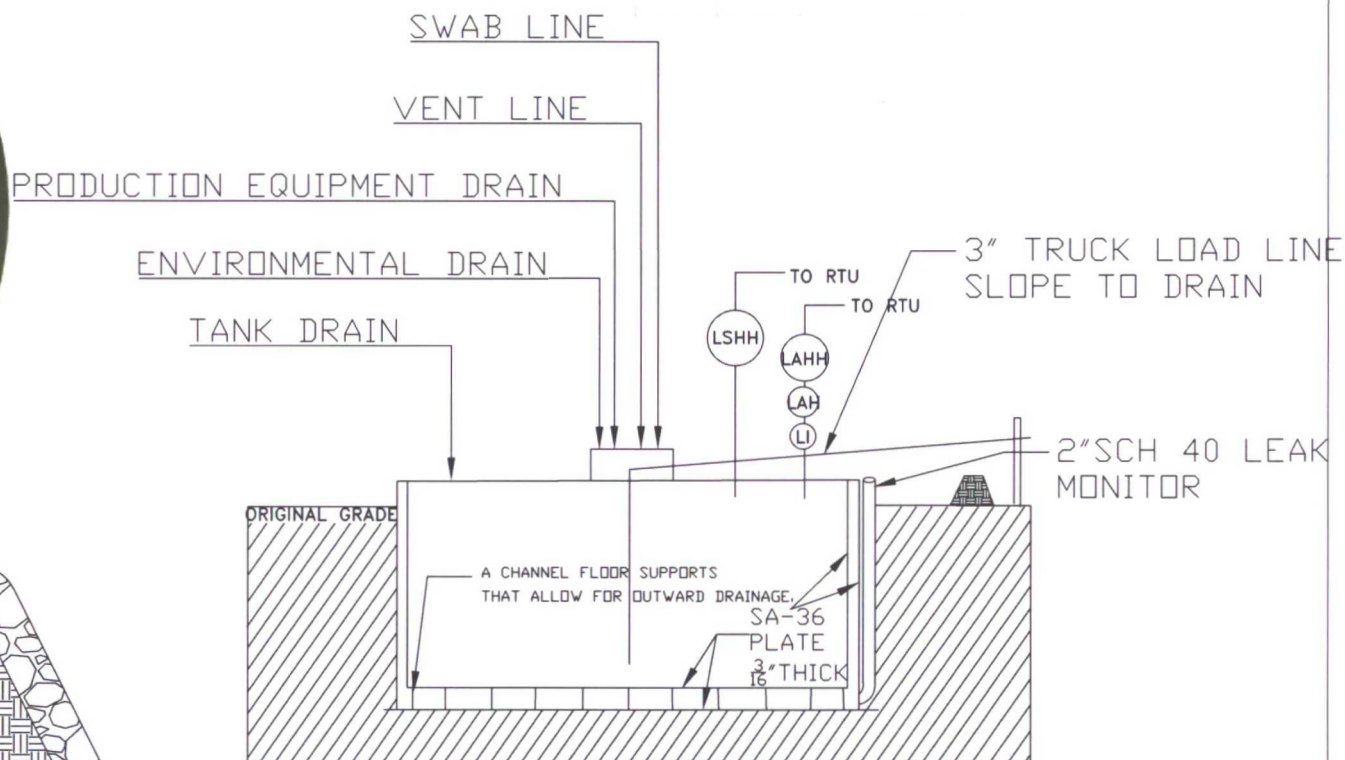 SWAB LINE
VENT LINE
PRODUCTION EQUIPMENT DRAIN
ENVIRONMENTAL DRAIN
TANK DRAIN
3" TRUCK LOAD LINE
SLOPE TO DRAIN
TO RTU
TO RTU
LSHH
LAHH
LAH
LI
2"SCH 40 LEAK
MONITOR
ORIGINAL GRADE
A CHANNEL FLOOR SUPPORTS
THAT ALLOW FOR OUTWARD DRAINAGE.
SA-36
PLATE
3/16"THICK